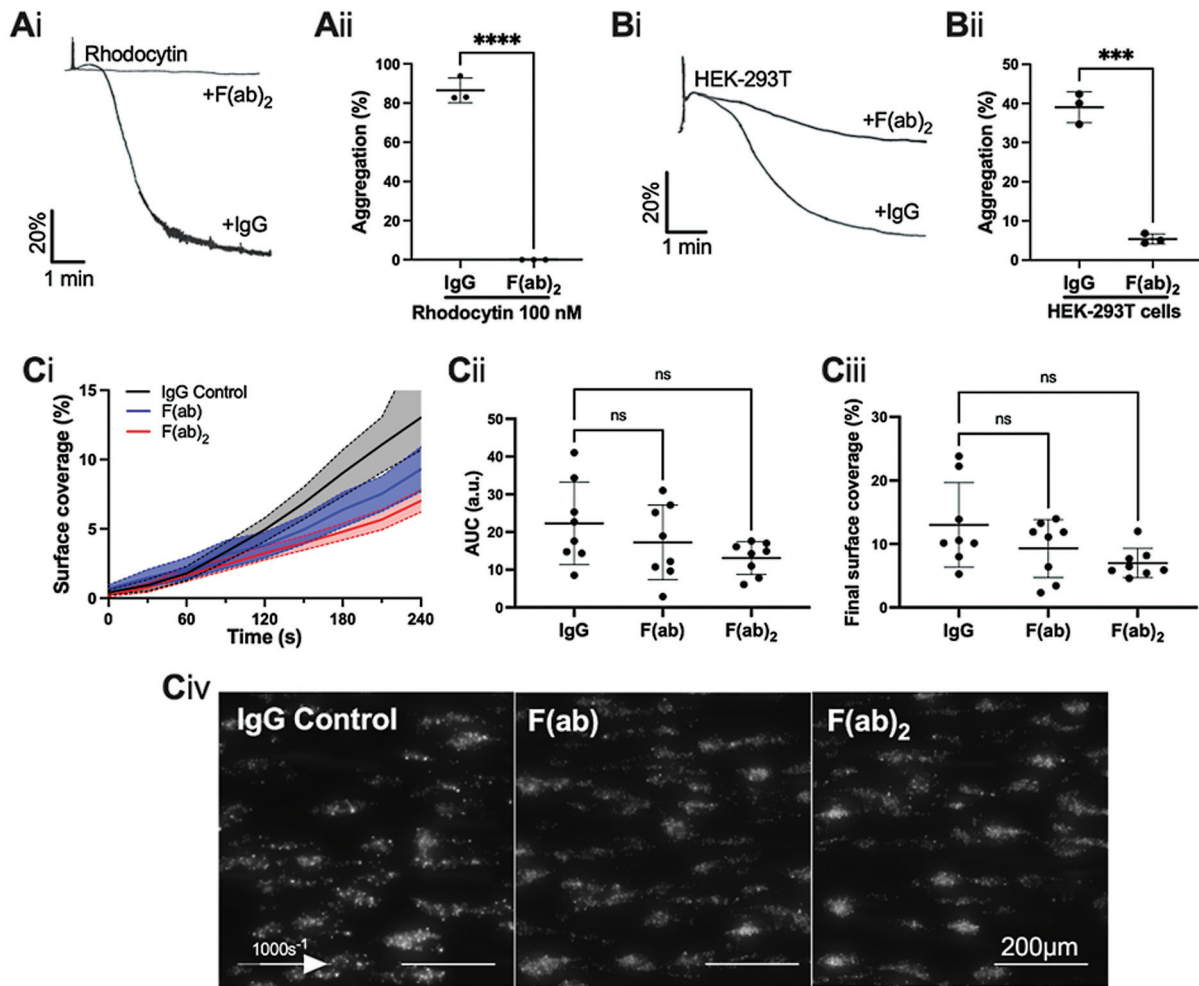 Ai
Rhodocytin
+F(ab)2
+IgG
20%
1 min
Aii
****
Aggregation (%)
100
80
60
40
20
0
IgG
F(ab)2
Rhodocytin 100 nM
Bi
HEK-293T
+F(ab)2
+IgG
20%
1 min
Bii
***
Aggregation (%)
50
40
30
20
10
0
IgG
F(ab)2
HEK-293T cells
Ci
IgG Control
F(ab)
F(ab)2
Surface coverage (%)
15
10
5
0
0
60
120
180
240
Time (s)
Cii
ns
ns
AUC (a.u.)
50
40
30
20
10
0
IgG
F(ab)
F(ab)2
Ciii
ns
ns
Final surface coverage (%)
30
20
10
0
IgG
F(ab)
F(ab)2
Civ
IgG Control
F(ab)
F(ab)2
1000s-1
200µm